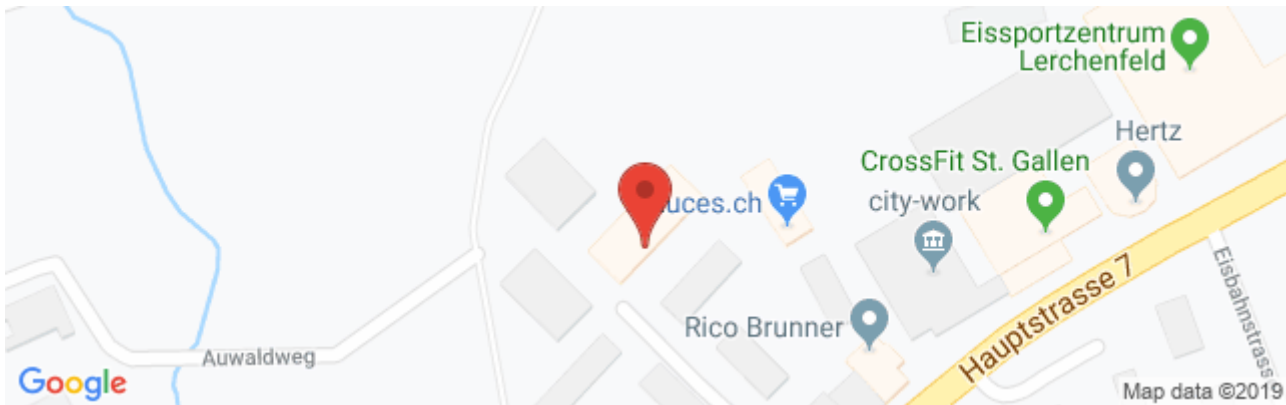 Eissportzentrum
Lerchenfeld
Hertz
CrossFit St. Gallen
city-work
uces.ch
Rico Brunner
Hauptstrasse 7
Eisbahnstrass
Auwaldweg
Google
Map data ©2019